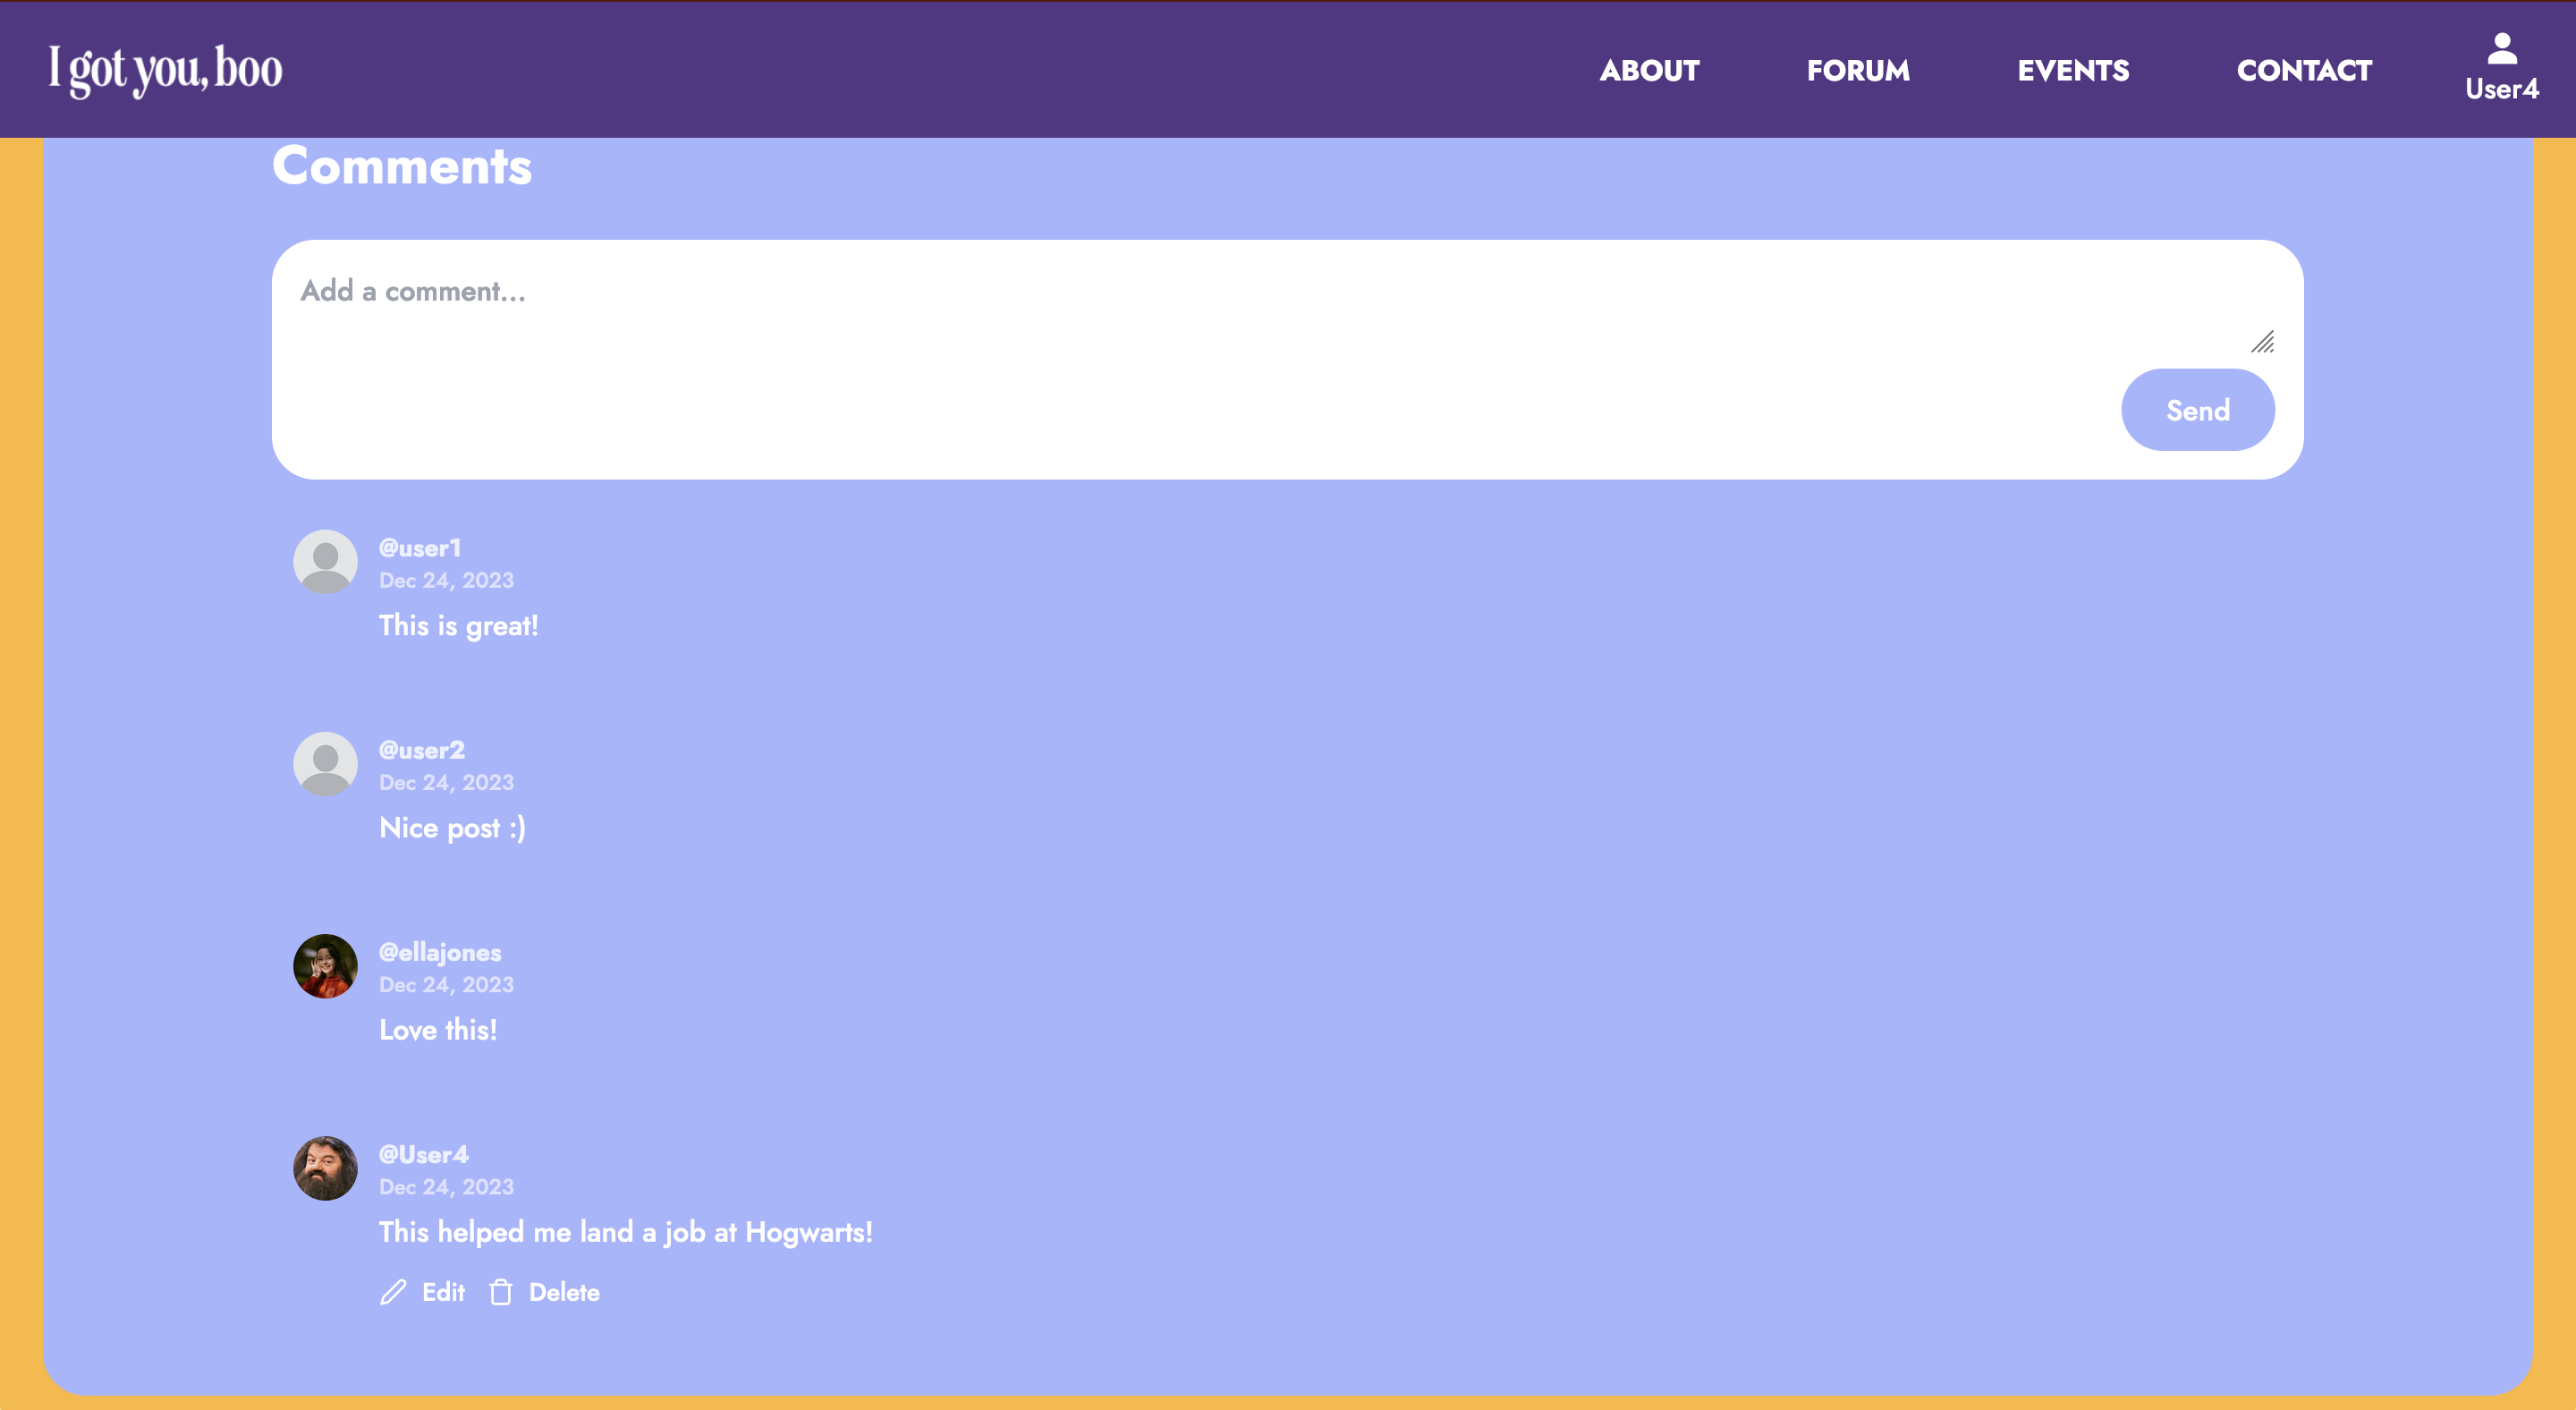 I got you, boo
ABOUT
FORUM
EVENTS
CONTACT
User4
Comments
Add a comment...
Send
@user1
Dec 24, 2023
This is great!
@user2
Dec 24, 2023
Nice post :)
@ellajones
Dec 24, 2023
Love this!
@User4
Dec 24, 2023
This helped me land a job at Hogwarts!
Edit Delete